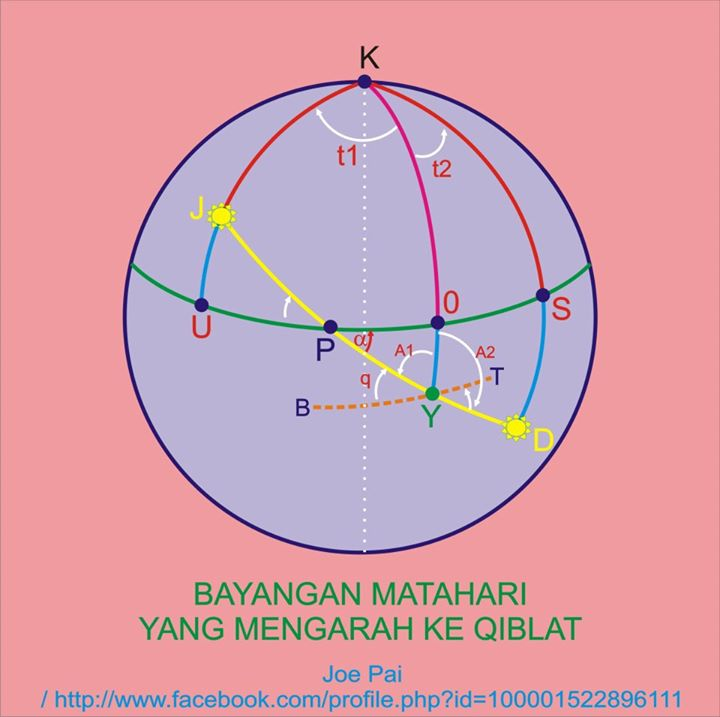 K
t1
t2
J
O
S
U
P
α
A1
A2
q
T
B
Y
D
BAYANGAN MATAHARI
YANG MENGARAH KE QIBLAT
Joe Pai
/ http://www.facebook.com/profile.php?id=100001522896111